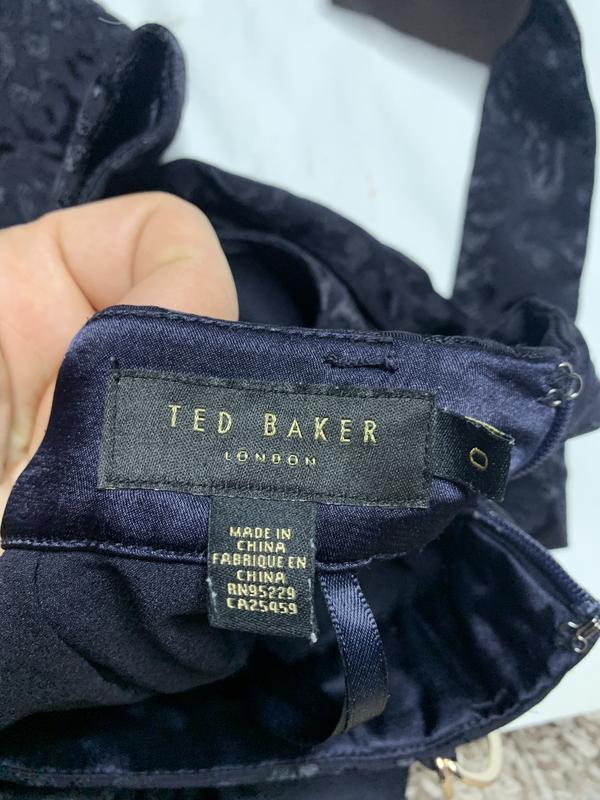 TED BAKER
LONDON
0
MADE IN
CHINA
FABRIQUE EN
CHINA
RN95229
CA25459